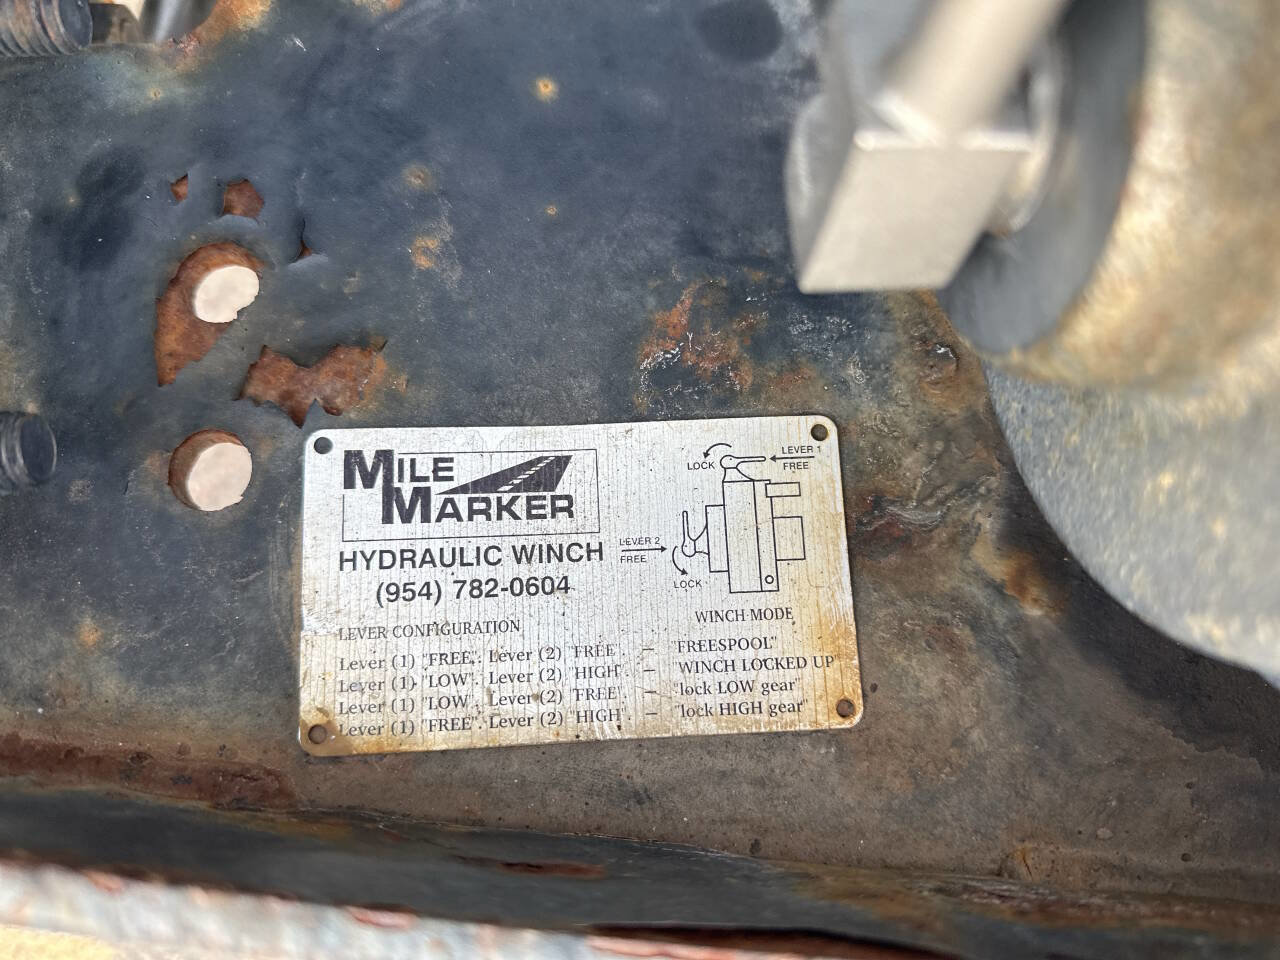 MILE
MARKER
HYDRAULIC WINCH
(954) 782-0604
LOCK
LEVER 1
FREE
LEVER 2
FREE
LOCK
LEVER CONFIGURATION WINCH MODE
Lever (1) "FREE". Lever (2) "FREE". – "FREESPOOL"
Lever (1) "LOW". Lever (2) "HIGH". – "WINCH LOCKED UP"
Lever (1) "LOW". Lever (2) "FREE". – "lock LOW gear"
Lever (1) "FREE". Lever (2) "HIGH". – "lock HIGH gear"